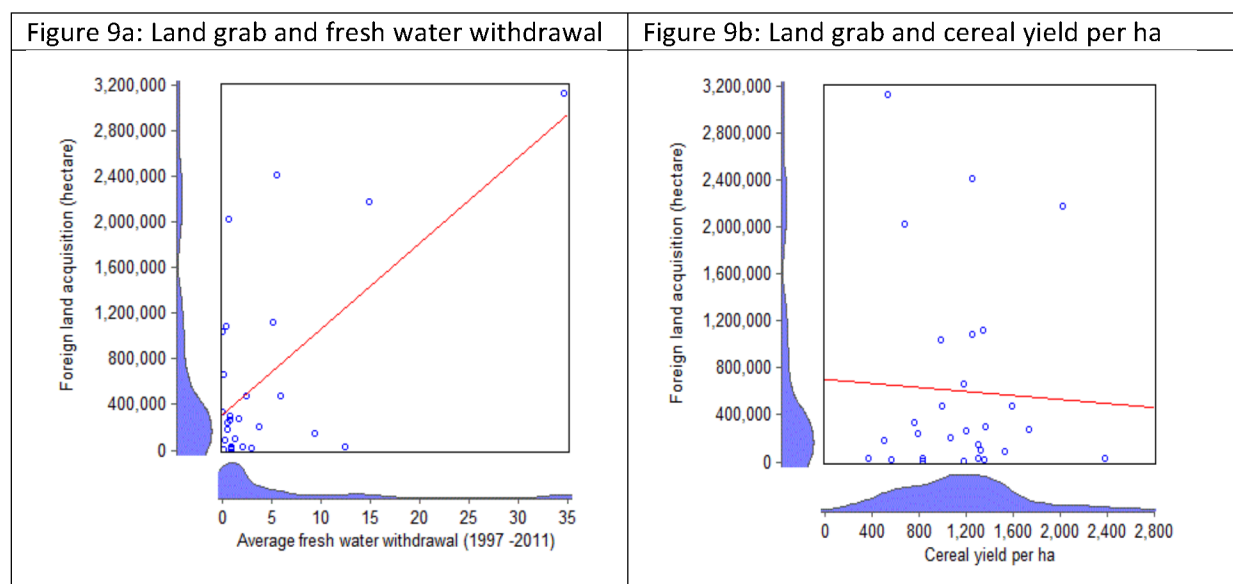 Figure 9a: Land grab and fresh water withdrawal
Figure 9b: Land grab and cereal yield per ha
Foreign land acquisition (hectare)
3,200,000
2,800,000
2,400,000
2,000,000
1,600,000
1,200,000
800,000
400,000
0
0 5 10 15 20 25 30 35
Average fresh water withdrawal (1997 -2011)
Foreign land acquisition (hectare)
3,200,000
2,800,000
2,400,000
2,000,000
1,600,000
1,200,000
800,000
400,000
0
0 400 800 1,200 1,600 2,000 2,400 2,800
Cereal yield per ha